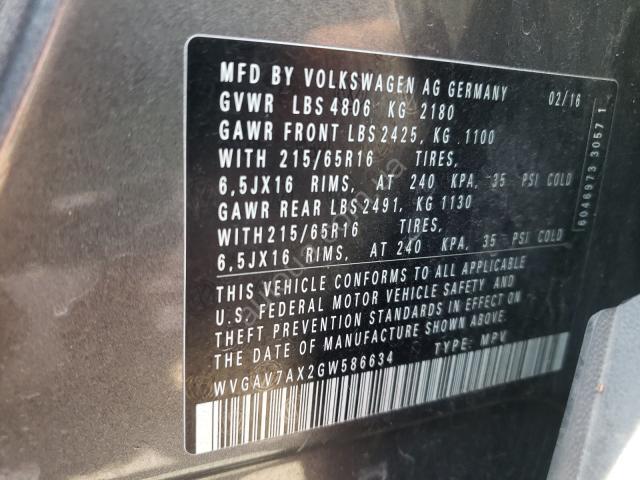 MFD BY VOLKSWAGEN AG GERMANY 02/16
GVWR LBS 4806 KG 2180
GAWR FRONT LBS 2425, KG 1100
WITH 215/65R16 TIRES,
6,5JX16 RIMS, AT 240 KPA, 35 PSI COLD
GAWR REAR LBS 2491, KG 1130
WITH215/65R16 TIRES,
6,5JX16 RIMS, AT 240 KPA, 35 PSI COLD
THIS VEHICLE CONFORMS TO ALL APPLICABLE
U.S. FEDERAL MOTOR VEHICLE SAFETY AND
THEFT PREVENTION STANDARDS IN EFFECT ON
THE DATE OF MANUFACTURE SHOWN ABOVE.
WVGAV7AX2GW586634 TYPE: MPV
6046973 3057 1